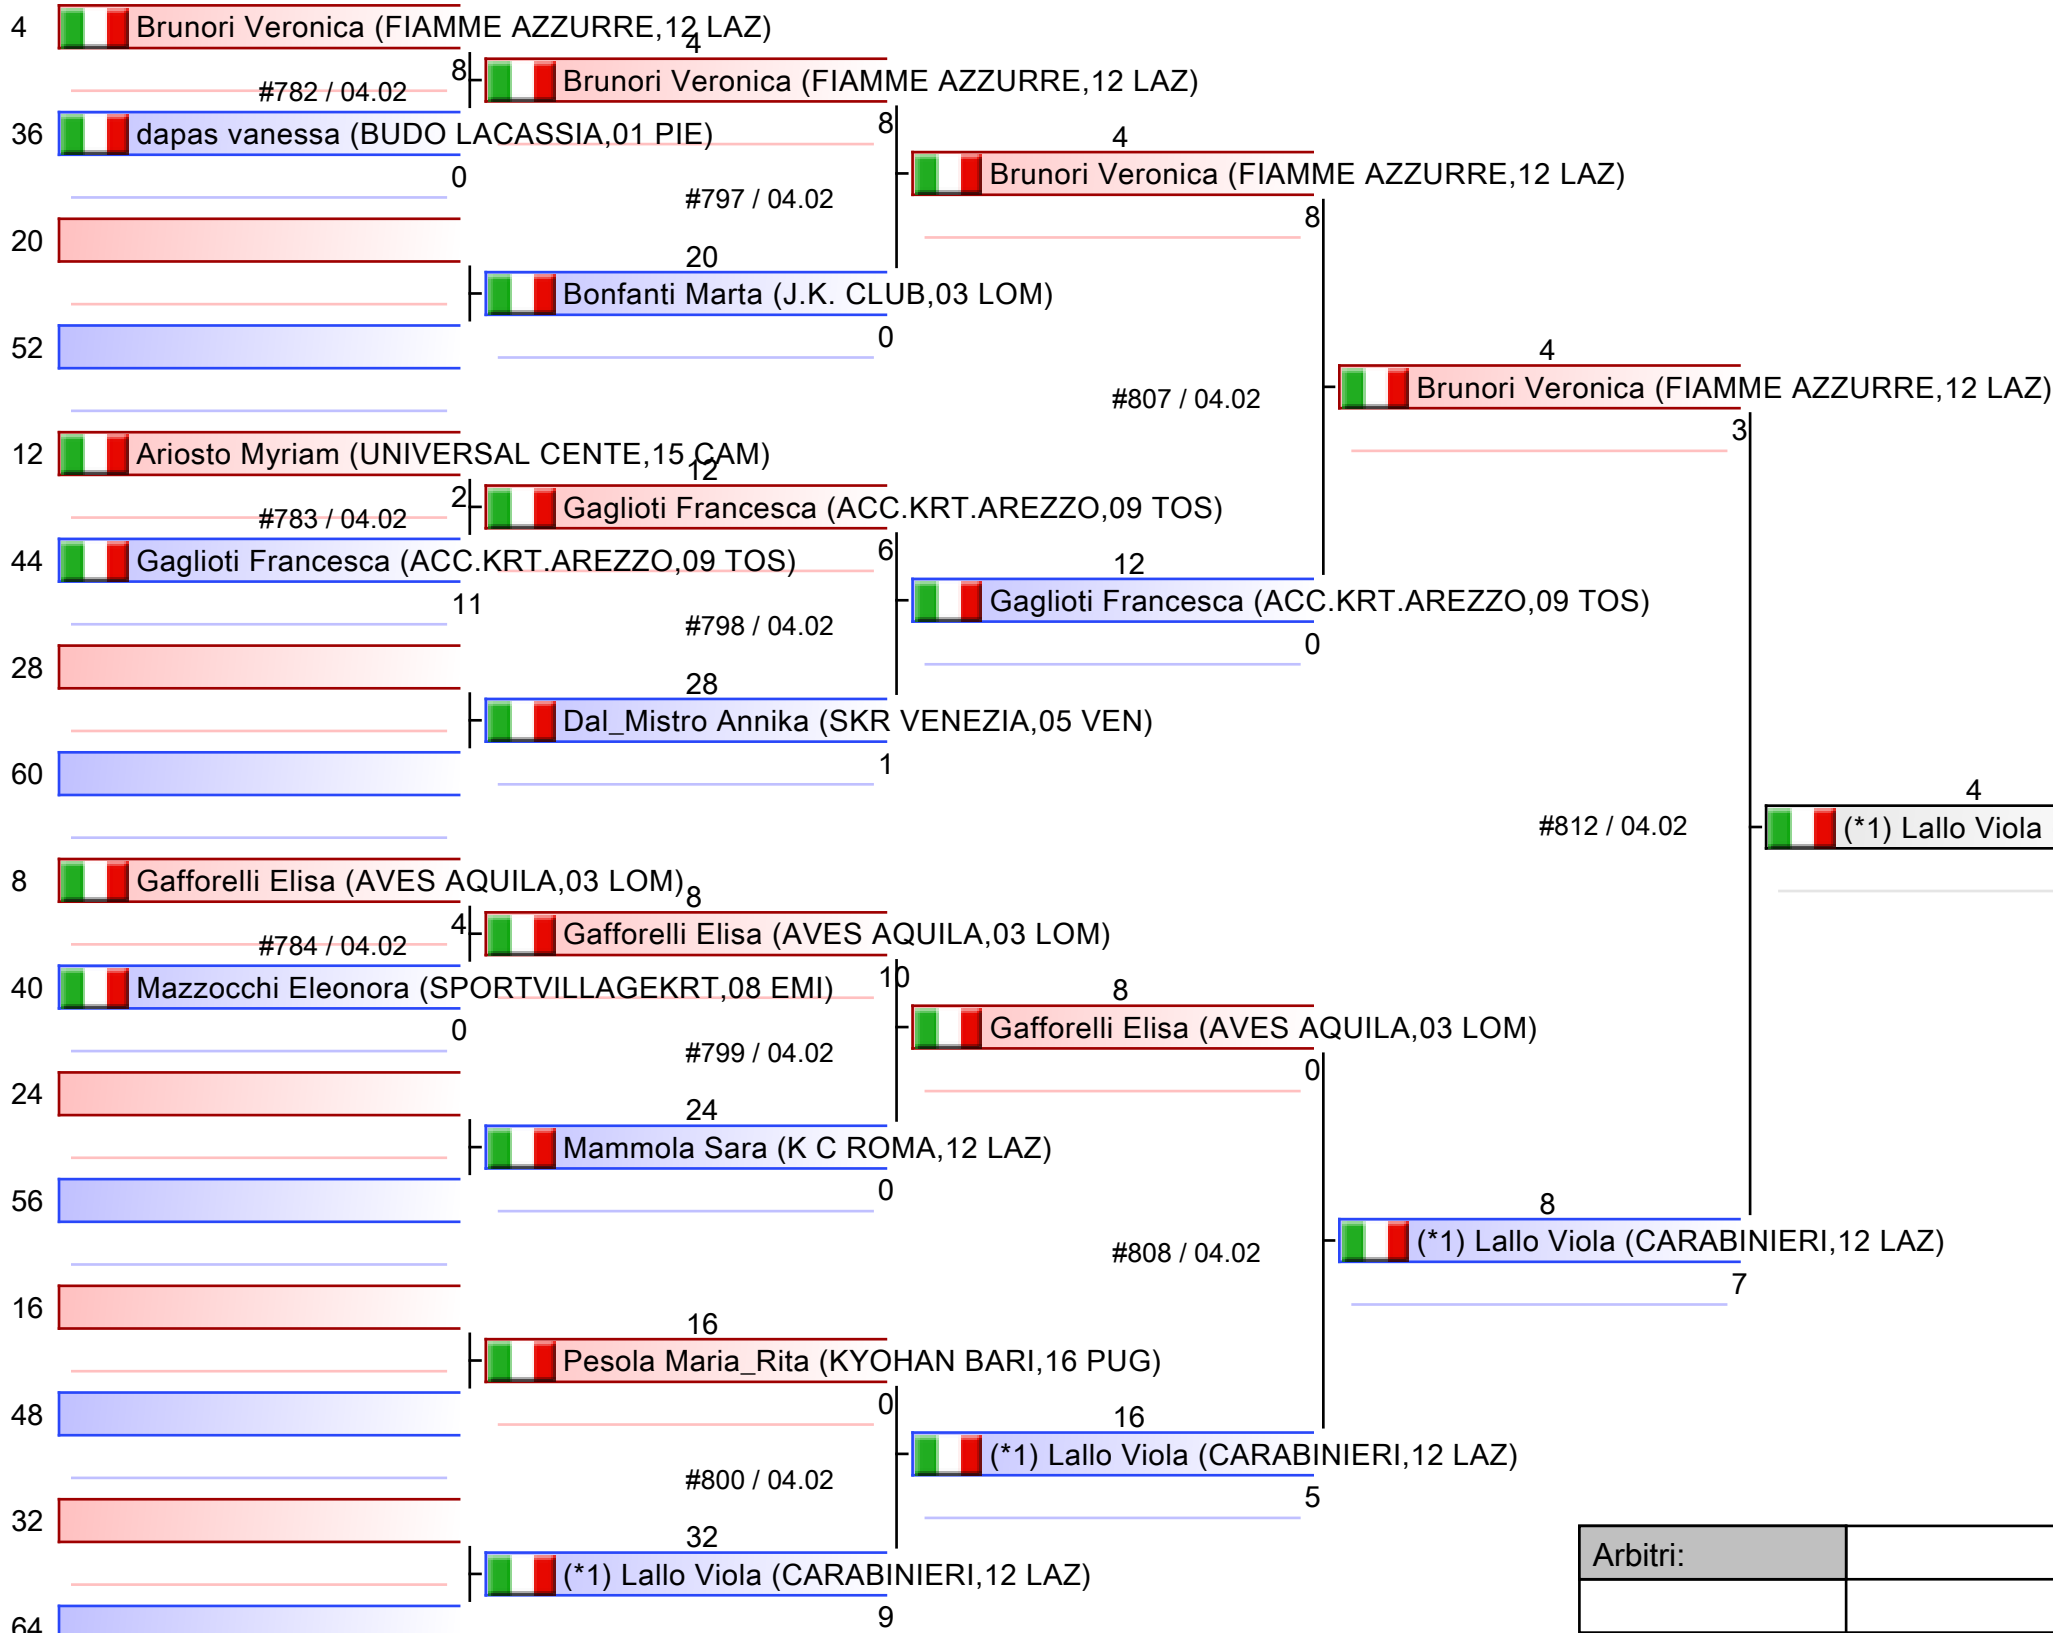 4 Brunori Veronica (FIAMME AZZURRE,12 LAZ)
4
8 Brunori Veronica (FIAMME AZZURRE,12 LAZ)
#782 / 04.02
36 dapas vanessa (BUDO LACASSIA,01 PIE)
8
4
0
Brunori Veronica (FIAMME AZZURRE,12 LAZ)
#797 / 04.02
8
20
20
Bonfanti Marta (J.K. CLUB,03 LOM)
0
52
4
Brunori Veronica (FIAMME AZZURRE,12 LAZ)
#807 / 04.02
3
12 Ariosto Myriam (UNIVERSAL CENTE,15 CAM)
12
2 Gaglioti Francesca (ACC.KRT.AREZZO,09 TOS)
#783 / 04.02
44 Gaglioti Francesca (ACC.KRT.AREZZO,09 TOS)
6
12
11
Gaglioti Francesca (ACC.KRT.AREZZO,09 TOS)
#798 / 04.02
0
28
28
Dal_Mistro Annika (SKR VENEZIA,05 VEN)
1
60
4
#812 / 04.02
(*1) Lallo Viola
8 Gafforelli Elisa (AVES AQUILA,03 LOM)
8
4 Gafforelli Elisa (AVES AQUILA,03 LOM)
#784 / 04.02
40 Mazzocchi Eleonora (SPORTVILLAGEKRT,08 EMI)
10
8
0
Gafforelli Elisa (AVES AQUILA,03 LOM)
#799 / 04.02
0
24
24
Mammola Sara (K C ROMA,12 LAZ)
0
56
8
(*1) Lallo Viola (CARABINIERI,12 LAZ)
#808 / 04.02
7
16
16
Pesola Maria_Rita (KYOHAN BARI,16 PUG)
0
48
16
(*1) Lallo Viola (CARABINIERI,12 LAZ)
#800 / 04.02
5
32
32
(*1) Lallo Viola (CARABINIERI,12 LAZ)
9
64
Arbitri: